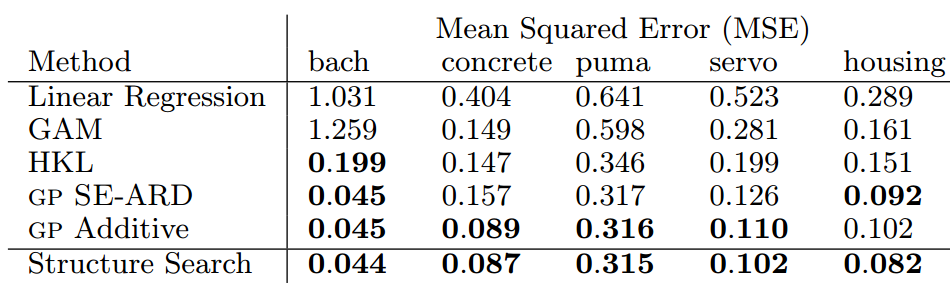 Mean Squared Error (MSE)
Method bach concrete puma servo housing
Linear Regression 1.031 0.404 0.641 0.523 0.289
GAM 1.259 0.149 0.598 0.281 0.161
HKL 0.199 0.147 0.346 0.199 0.151
GP SE-ARD 0.045 0.157 0.317 0.126 0.092
GP Additive 0.045 0.089 0.316 0.110 0.102
Structure Search 0.044 0.087 0.315 0.102 0.082